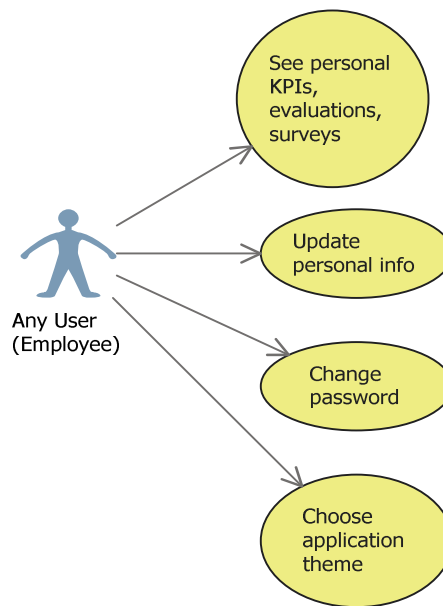 See personal
KPIs,
evaluations,
surveys
Update
personal info
Any User
(Employee)
Change
password
Choose
application
theme